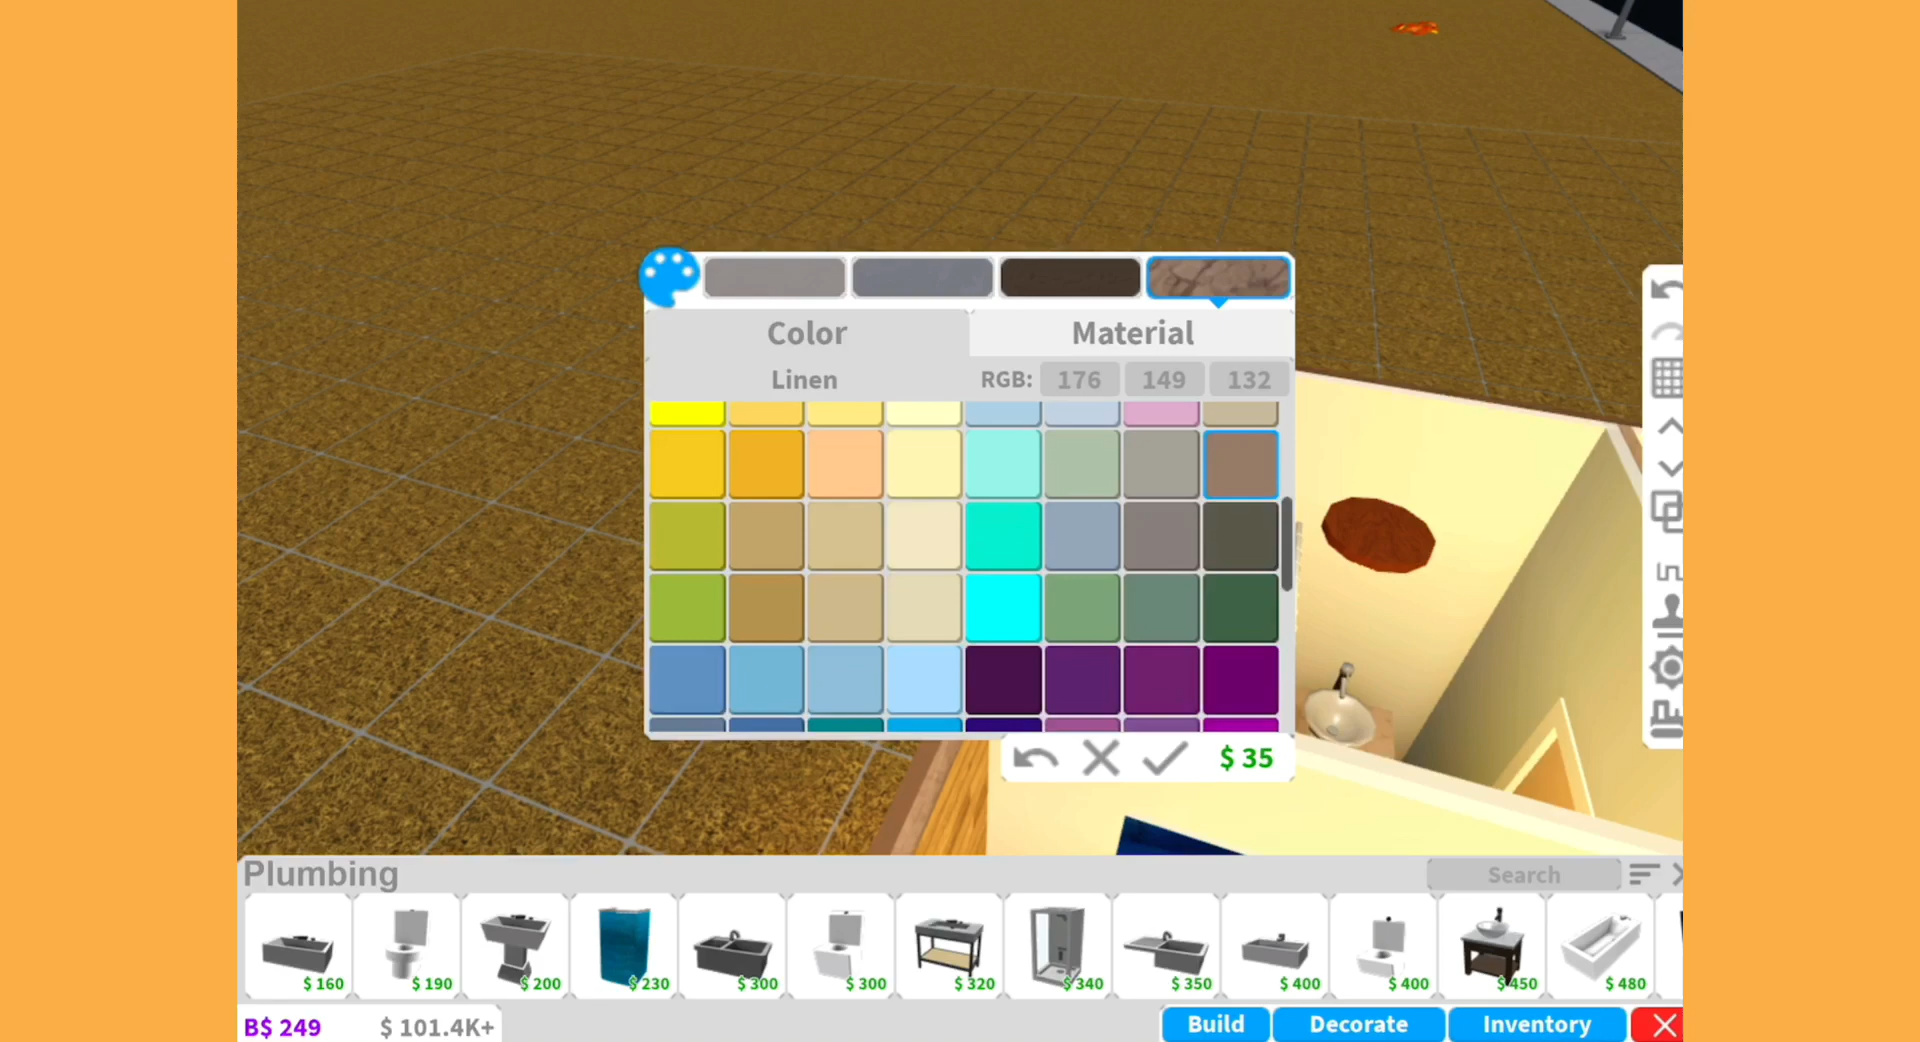 Color
Material
Linen
RGB: 176 149 132
$ 35
Plumbing
Search
$ 160
$ 190
$ 200
$ 230
$ 300
$ 300
$ 320
$ 340
$ 350
$ 400
$ 400
$ 450
$ 480
B$ 249
$ 101.4K+
Build
Decorate
Inventory